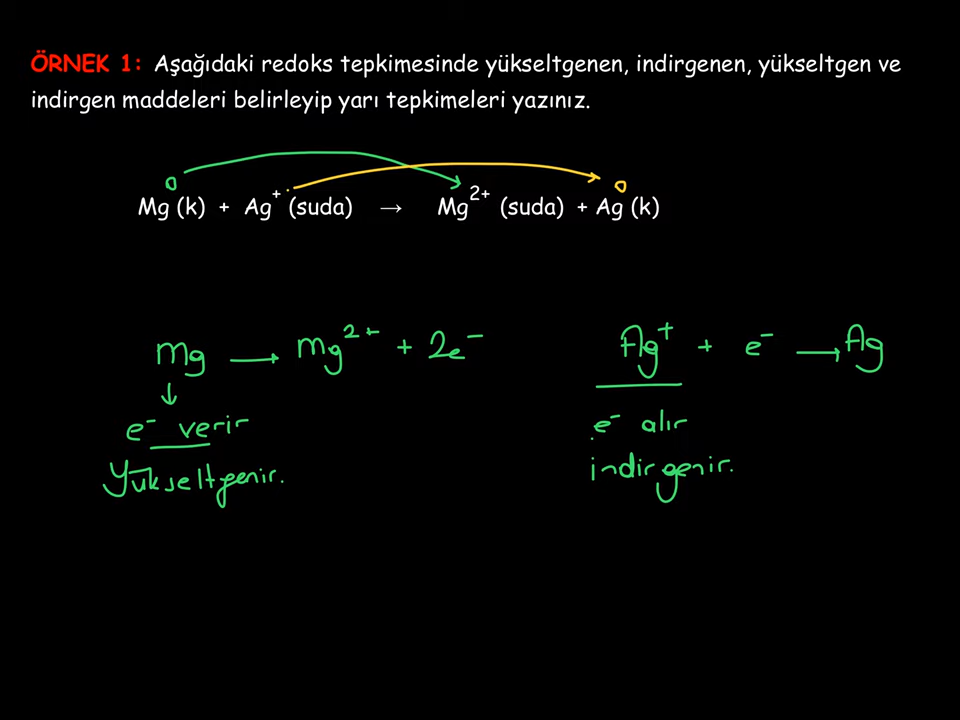 ÖRNEK 1: Aşağıdaki redoks tepkimesinde yükseltgenen, indirgenen, yükseltgen ve
indirgen maddeleri belirleyip yarı tepkimeleri yazınız.
0 0
Mg (k) + Ag⁺ (suda) → Mg²⁺ (suda) + Ag (k)
Mg → Mg²⁺ + 2e⁻ Ag⁺ + e⁻ → Ag
↓
e⁻ verir e⁻ alır
Yükseltgenir. indirgenir.